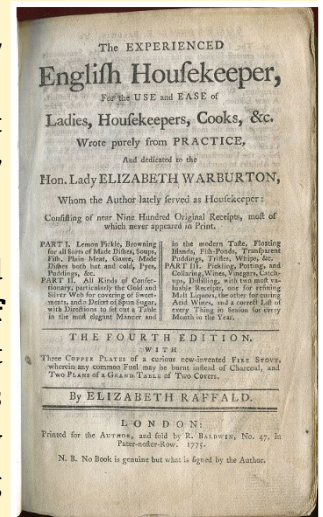 The EXPERIENCED
Engliſh Houſekeeper,
For the USE and EASE of
Ladies, Houſekeepers, Cooks, &c.
Wrote purely from PRACTICE,
And dedicated to the
Hon. Lady ELIZABETH WARBURTON,
Whom the Author lately ſerved as Houſekeeper:
Conſiſting of near Nine Hundred Original Receipts, moſt of
which never appeared in Print.
PART I. Lemon Pickle, Browning
for all Sorts of Made Diſhes, Soups,
Fiſh, Plain Meat, Game, Made
Diſhes both hot and cold, Pyes,
Puddings, &c.
PART II. All Kinds of Confec-
tionary, particularly the Gold and
Silver Web for covering of Sweet-
meats, and a Deſert of Spun Sugar,
with Directions to ſet out a Table
in the moſt elegant Manner and
in the modern Taſte, Floating
Iſlands, Fiſh-Ponds, Tranſparent
Puddings, Trifles, Whips, &c.
PART III. Pickling, Potting, and
Collaring, Wines, Vinegars, Catch-
ups, Diſtilling, with two moſt va-
luable Receipts, one for refining
Malt Liquors, the other for curing
Acid Wines, and a correct Liſt of
every Thing in Seaſon for every
Month in the Year.
THE FOURTH EDITION.
WITH
Three COPPER PLATES of a curious new-invented FIRE STOVE,
wherein any common Fuel may be burnt inſtead of Charcoal, and
TWO PLANS of a GRAND TABLE of Two Covers.
By ELIZABETH RAFFALD.
LONDON:
Printed for the AUTHOR, and ſold by R. BALDWIN, No. 47, in
Pater-noſter-Row. 1775.
N. B. No Book is genuine but what is ſigned by the Author.